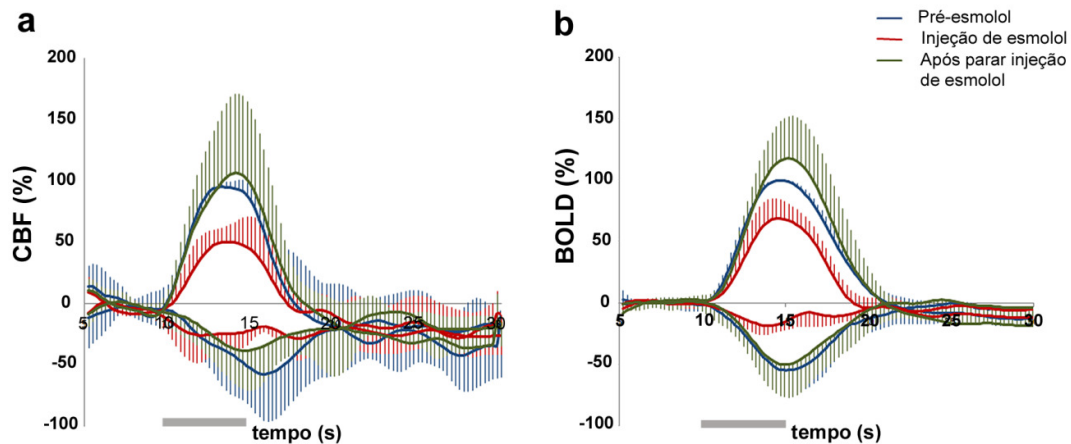 a
200
150
100
50
0
-50
-100
5
10
15
20
25
30
CBF (%)
tempo (s)
b
200
150
100
50
0
-50
-100
5
10
15
20
25
30
BOLD (%)
tempo (s)
Pré-esmolol
Injeção de esmolol
Após parar injeção
de esmolol